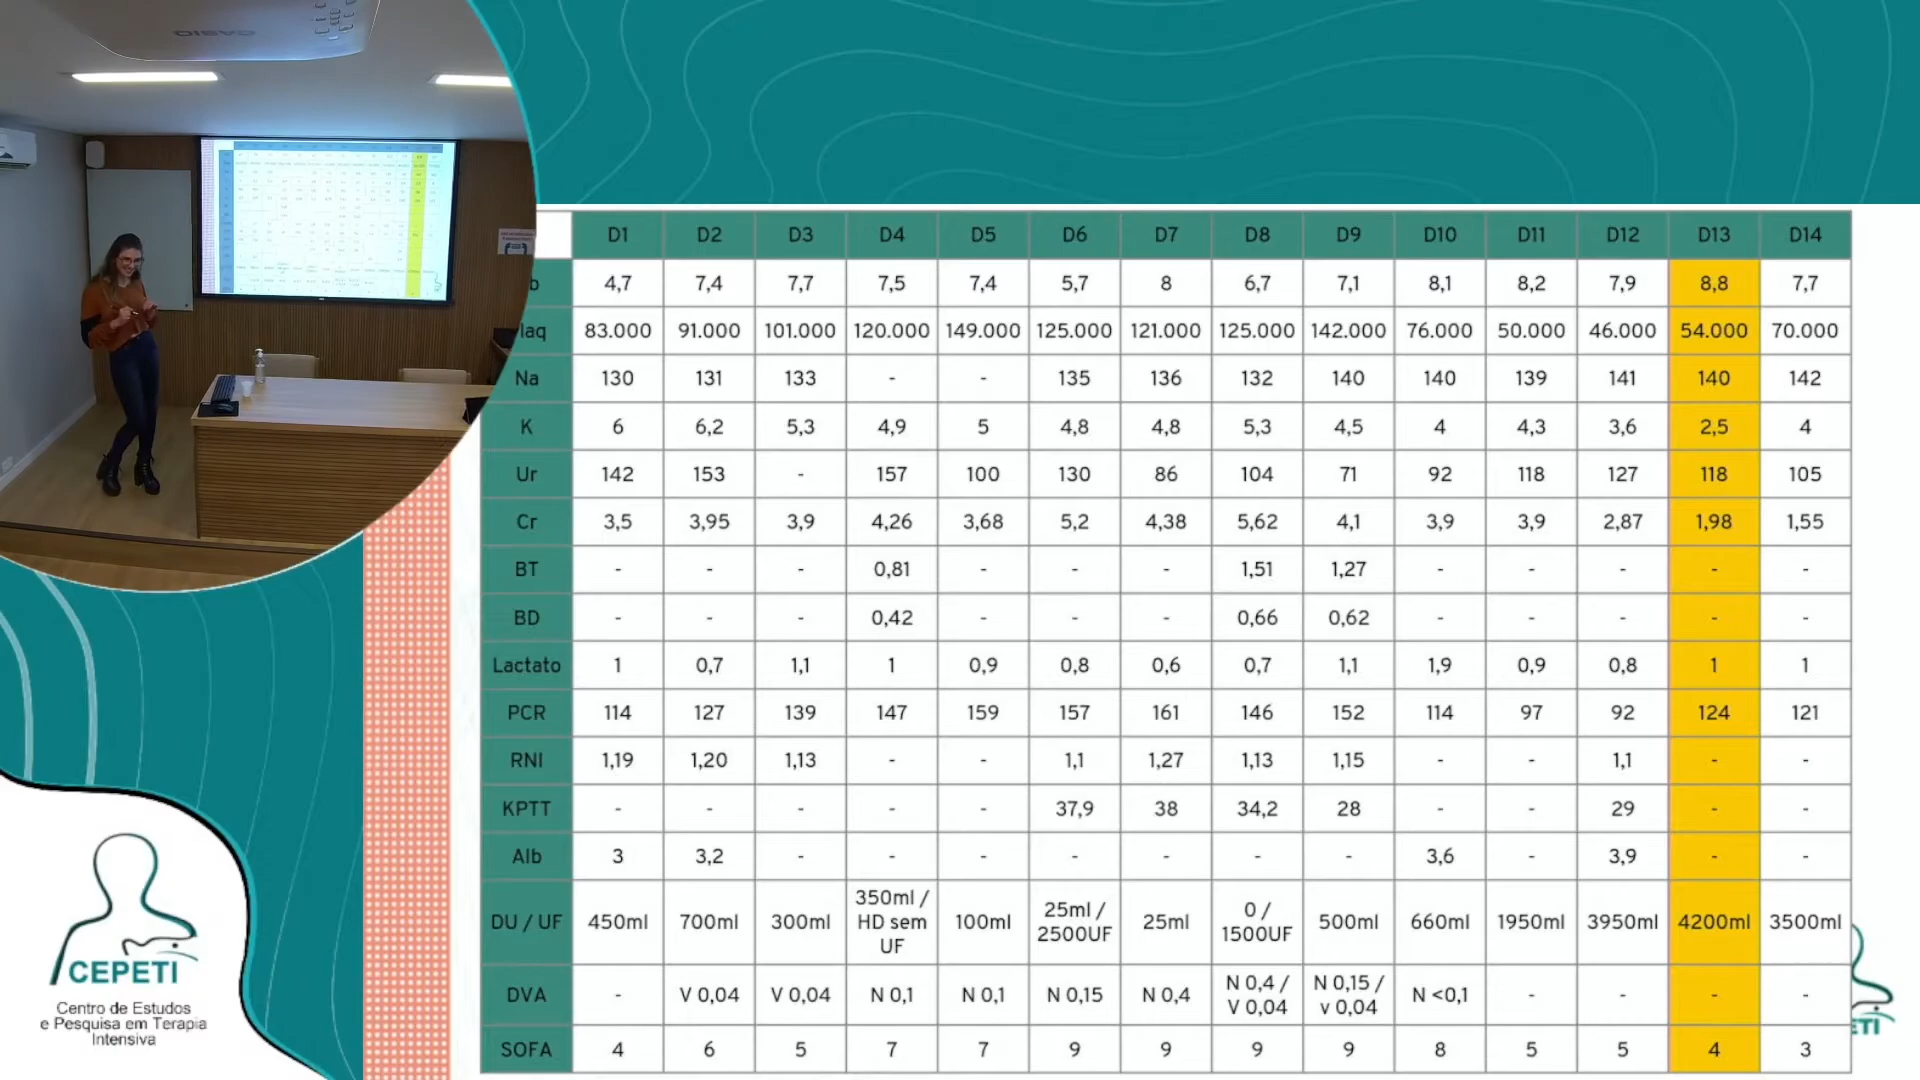 CASIO
D1 D2 D3 D4 D5 D6 D7 D8 D9 D10 D11 D12 D13 D14
b 4,7 7,4 7,7 7,5 7,4 5,7 8 6,7 7,1 8,1 8,2 7,9 8,8 7,7
laq 83.000 91.000 101.000 120.000 149.000 125.000 121.000 125.000 142.000 76.000 50.000 46.000 54.000 70.000
Na 130 131 133 - - 135 136 132 140 140 139 141 140 142
K 6 6,2 5,3 4,9 5 4,8 4,8 5,3 4,5 4 4,3 3,6 2,5 4
Ur 142 153 - 157 100 130 86 104 71 92 118 127 118 105
Cr 3,5 3,95 3,9 4,26 3,68 5,2 4,38 5,62 4,1 3,9 3,9 2,87 1,98 1,55
BT - - - 0,81 - - - 1,51 1,27 - - - - -
BD - - - 0,42 - - - 0,66 0,62 - - - - -
Lactato 1 0,7 1,1 1 0,9 0,8 0,6 0,7 1,1 1,9 0,9 0,8 1 1
PCR 114 127 139 147 159 157 161 146 152 114 97 92 124 121
RNI 1,19 1,20 1,13 - - 1,1 1,27 1,13 1,15 - - 1,1 - -
KPTT - - - - - 37,9 38 34,2 28 - - 29 - -
Alb 3 3,2 - - - - - - - 3,6 - 3,9 - -
DU / UF 450ml 700ml 300ml 350ml / HD sem UF 100ml 25ml / 2500UF 25ml 0 / 1500UF 500ml 660ml 1950ml 3950ml 4200ml 3500ml
DVA - V 0,04 V 0,04 N 0,1 N 0,1 N 0,15 N 0,4 N 0,4 / V 0,04 N 0,15 / v 0,04 N <0,1 - - - -
SOFA 4 6 5 7 7 9 9 9 9 8 5 5 4 3
CEPETI
Centro de Estudos
e Pesquisa em Terapia
Intensiva
ETI